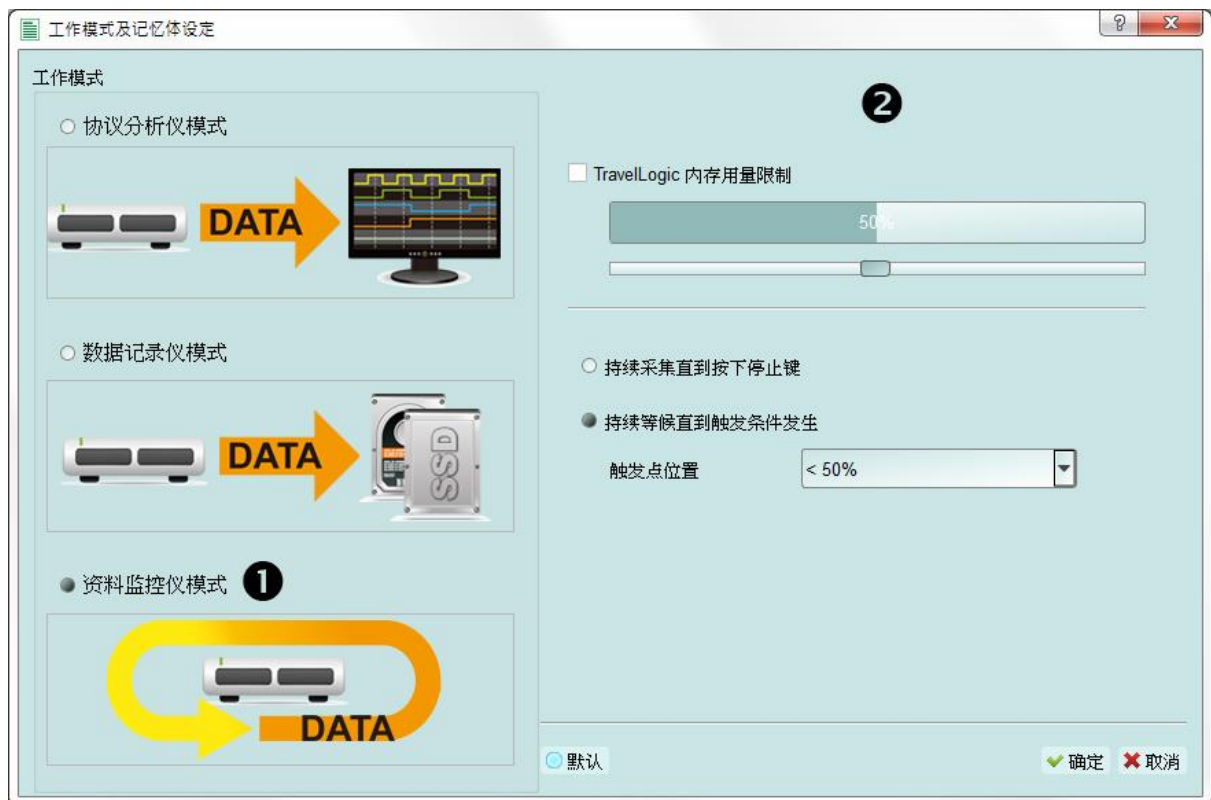 工作模式及记忆体设定
?
工作模式
协议分析仪模式
DATA
数据记录仪模式
DATA
SSD
资料监控仪模式 ❶
DATA
❷
TravelLogic 内存用量限制
50%
持续采集直到按下停止键
持续等候直到触发条件发生
触发点位置 < 50%
默认 确定 取消